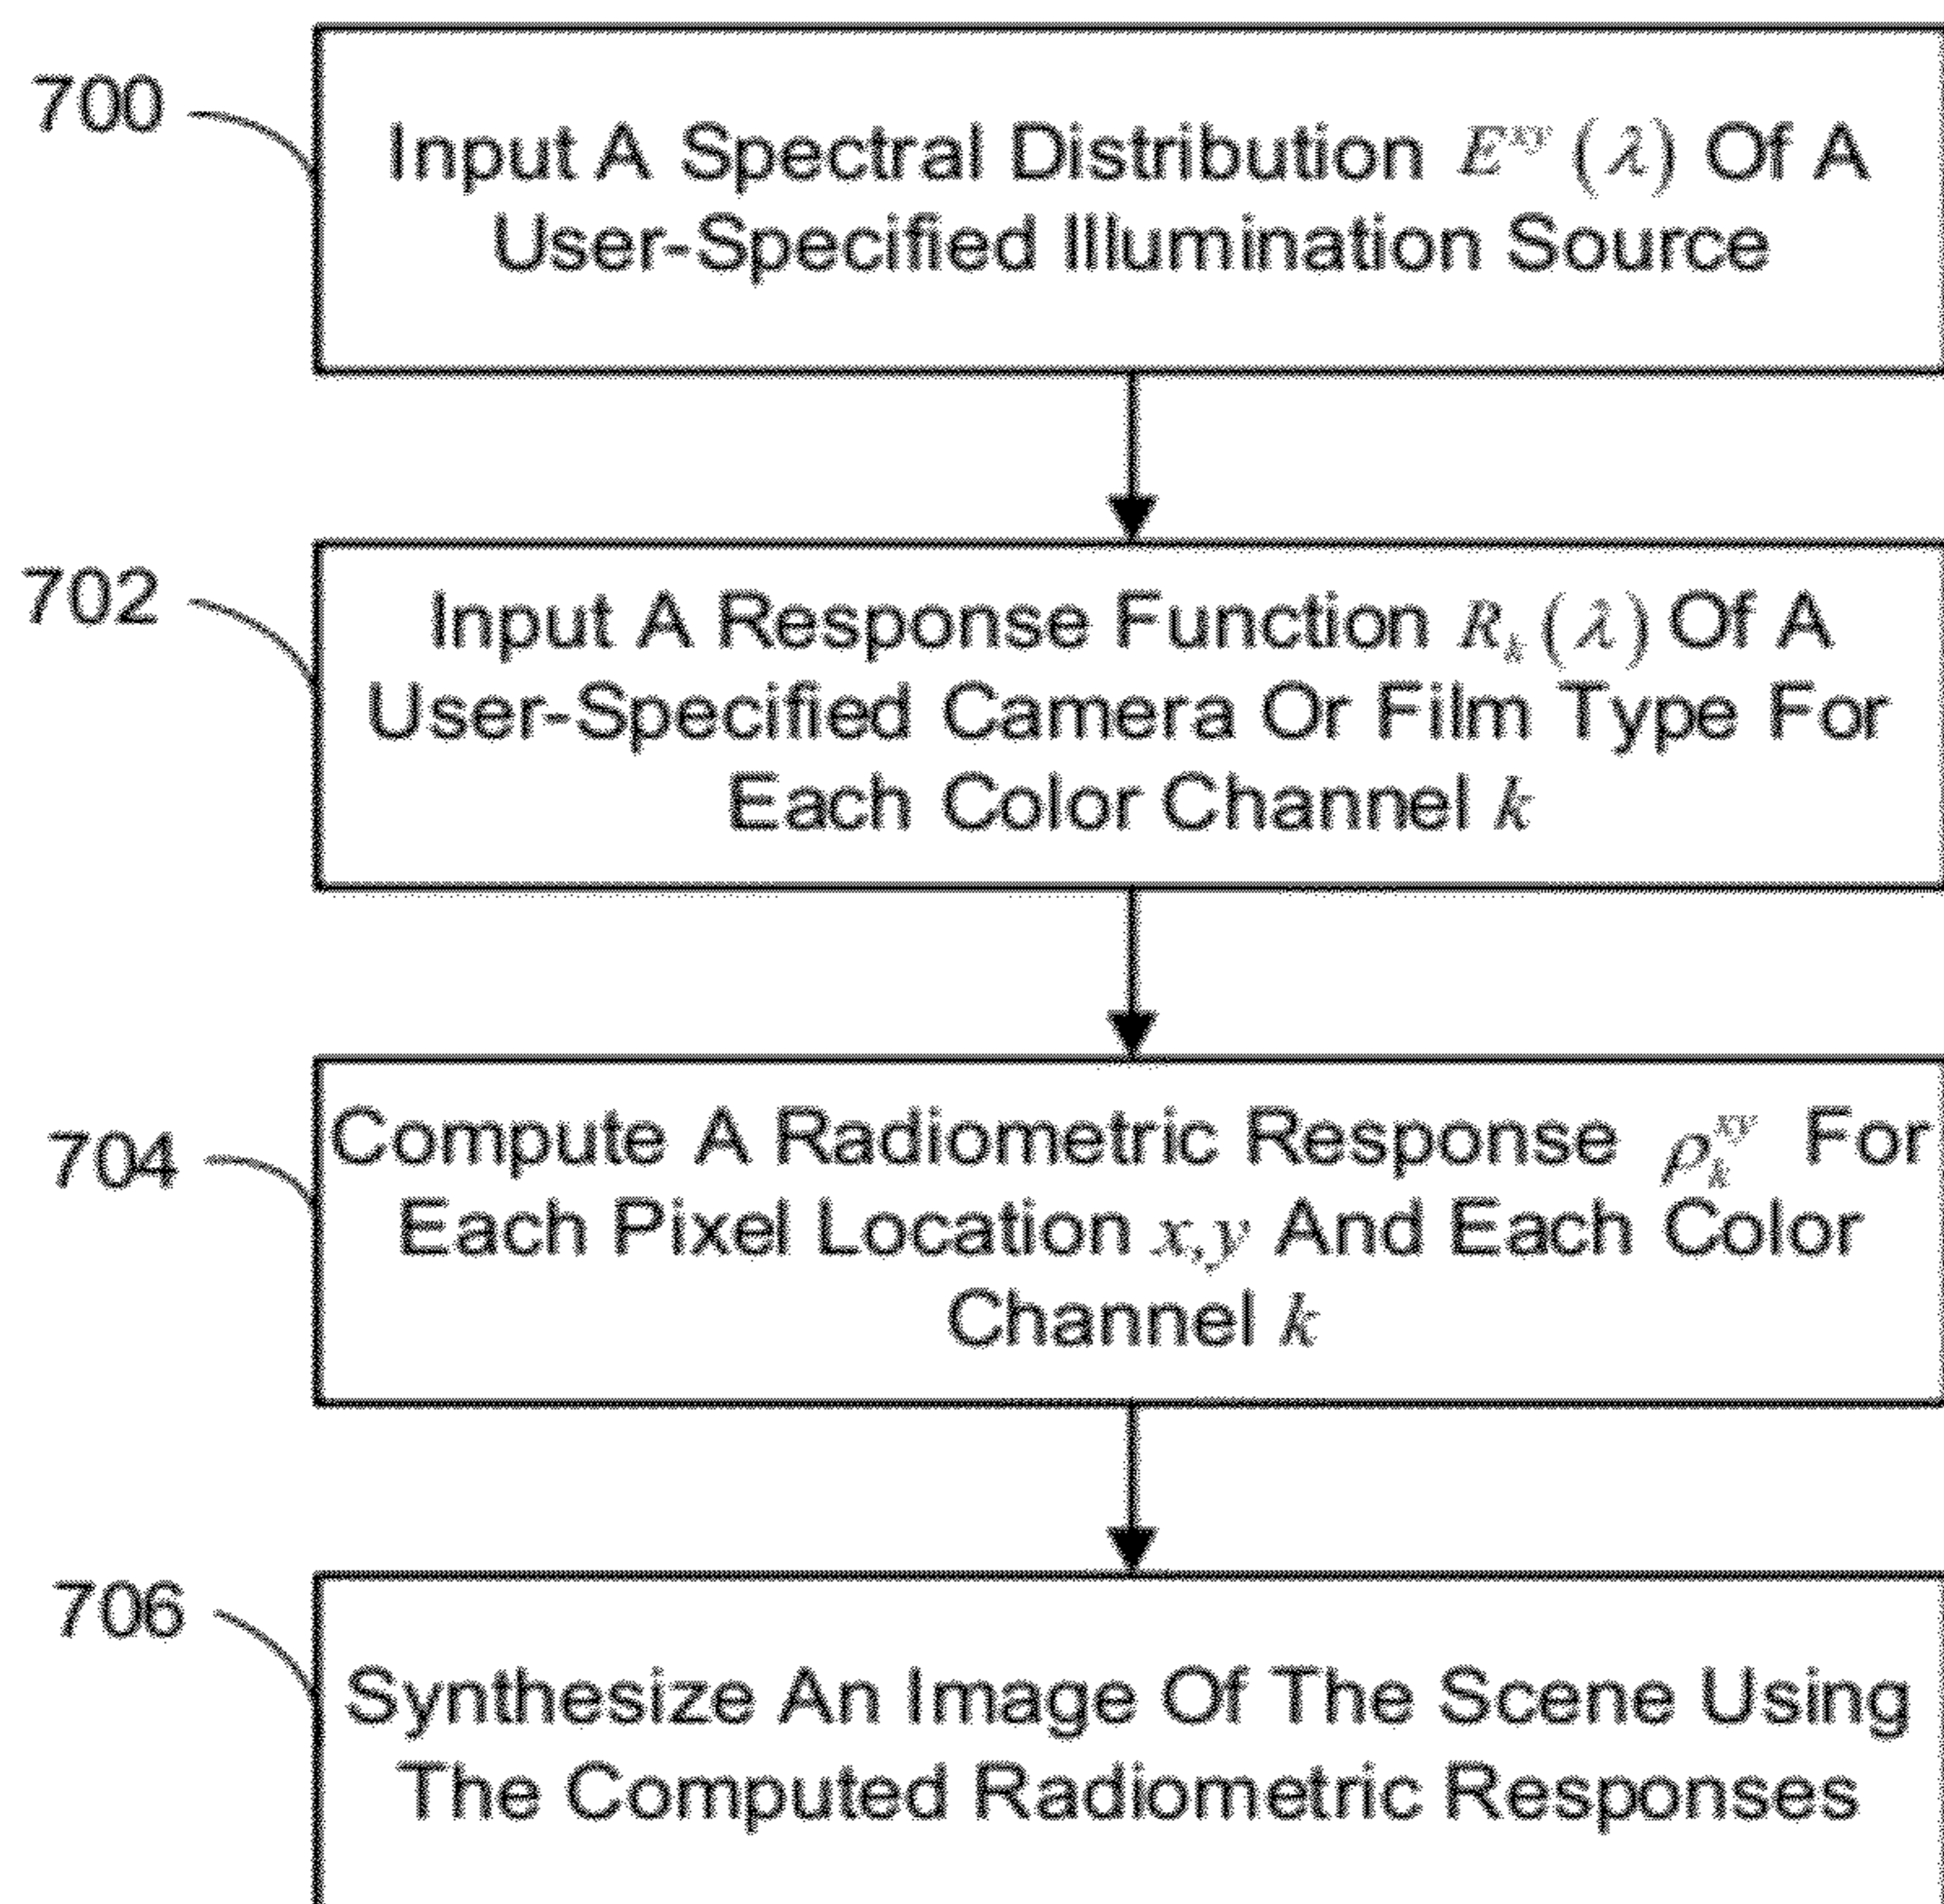 700
Input A Spectral Distribution E^{xy}(λ) Of A
User-Specified Illumination Source
702
Input A Response Function R_k(λ) Of A
User-Specified Camera Or Film Type For
Each Color Channel k
704
Compute A Radiometric Response ρ_k^{xy} For
Each Pixel Location x,y And Each Color
Channel k
706
Synthesize An Image Of The Scene Using
The Computed Radiometric Responses